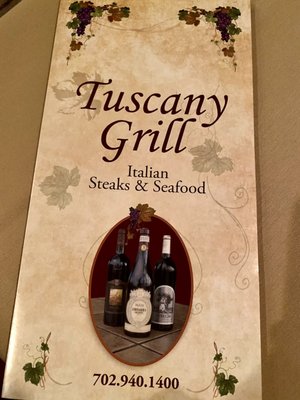 Tuscany
Grill
Italian
Steaks & Seafood
702.940.1400